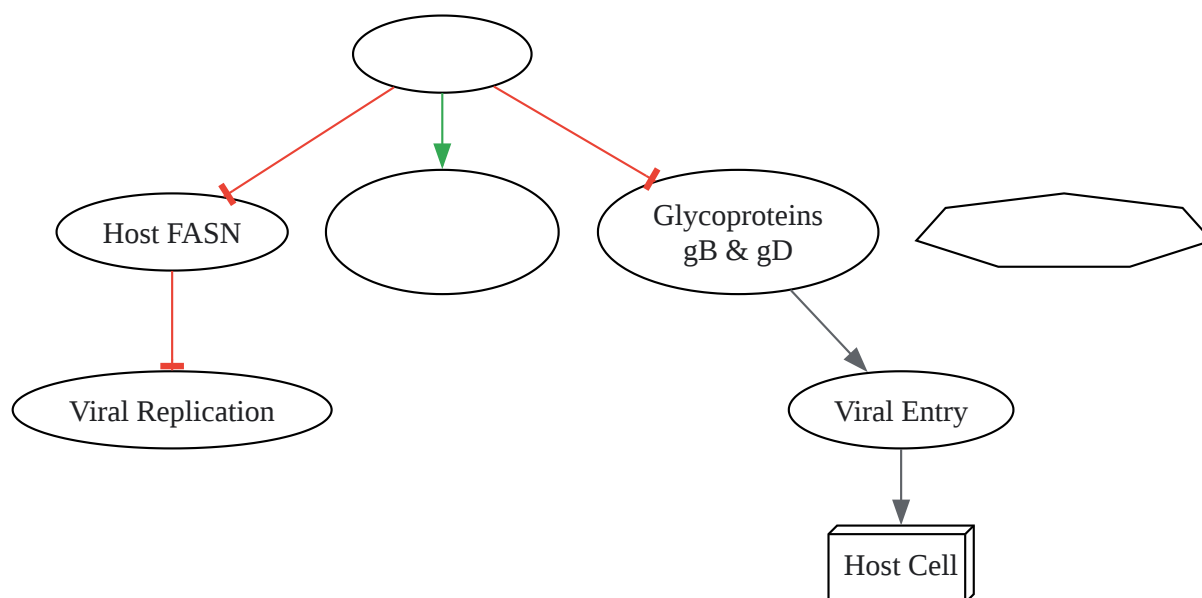 Host FASN
Glycoproteins
gB & gD
Viral Replication
Viral Entry
Host Cell